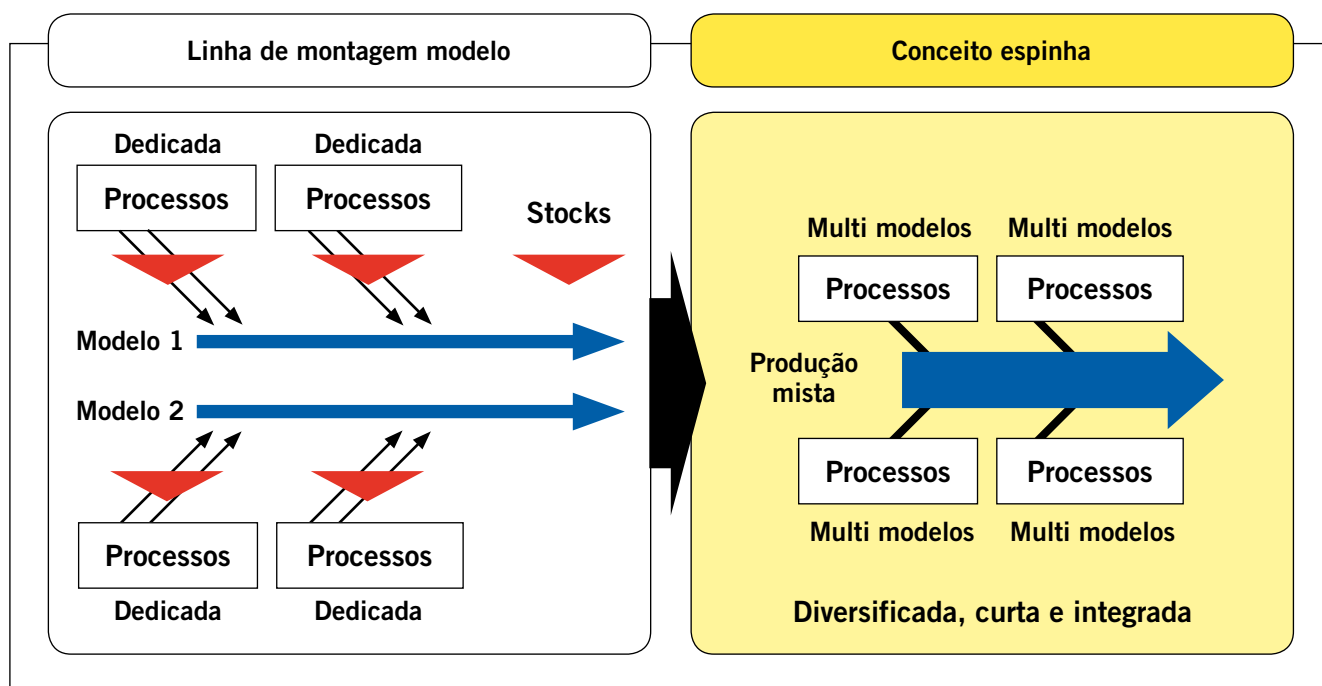 Linha de montagem modelo
Dedicada
Dedicada
Processos
Processos
Stocks
Modelo 1
Modelo 2
Processos
Processos
Dedicada
Dedicada
Conceito espinha
Multi modelos
Multi modelos
Processos
Processos
Produção
mista
Processos
Processos
Multi modelos
Multi modelos
Diversificada, curta e integrada